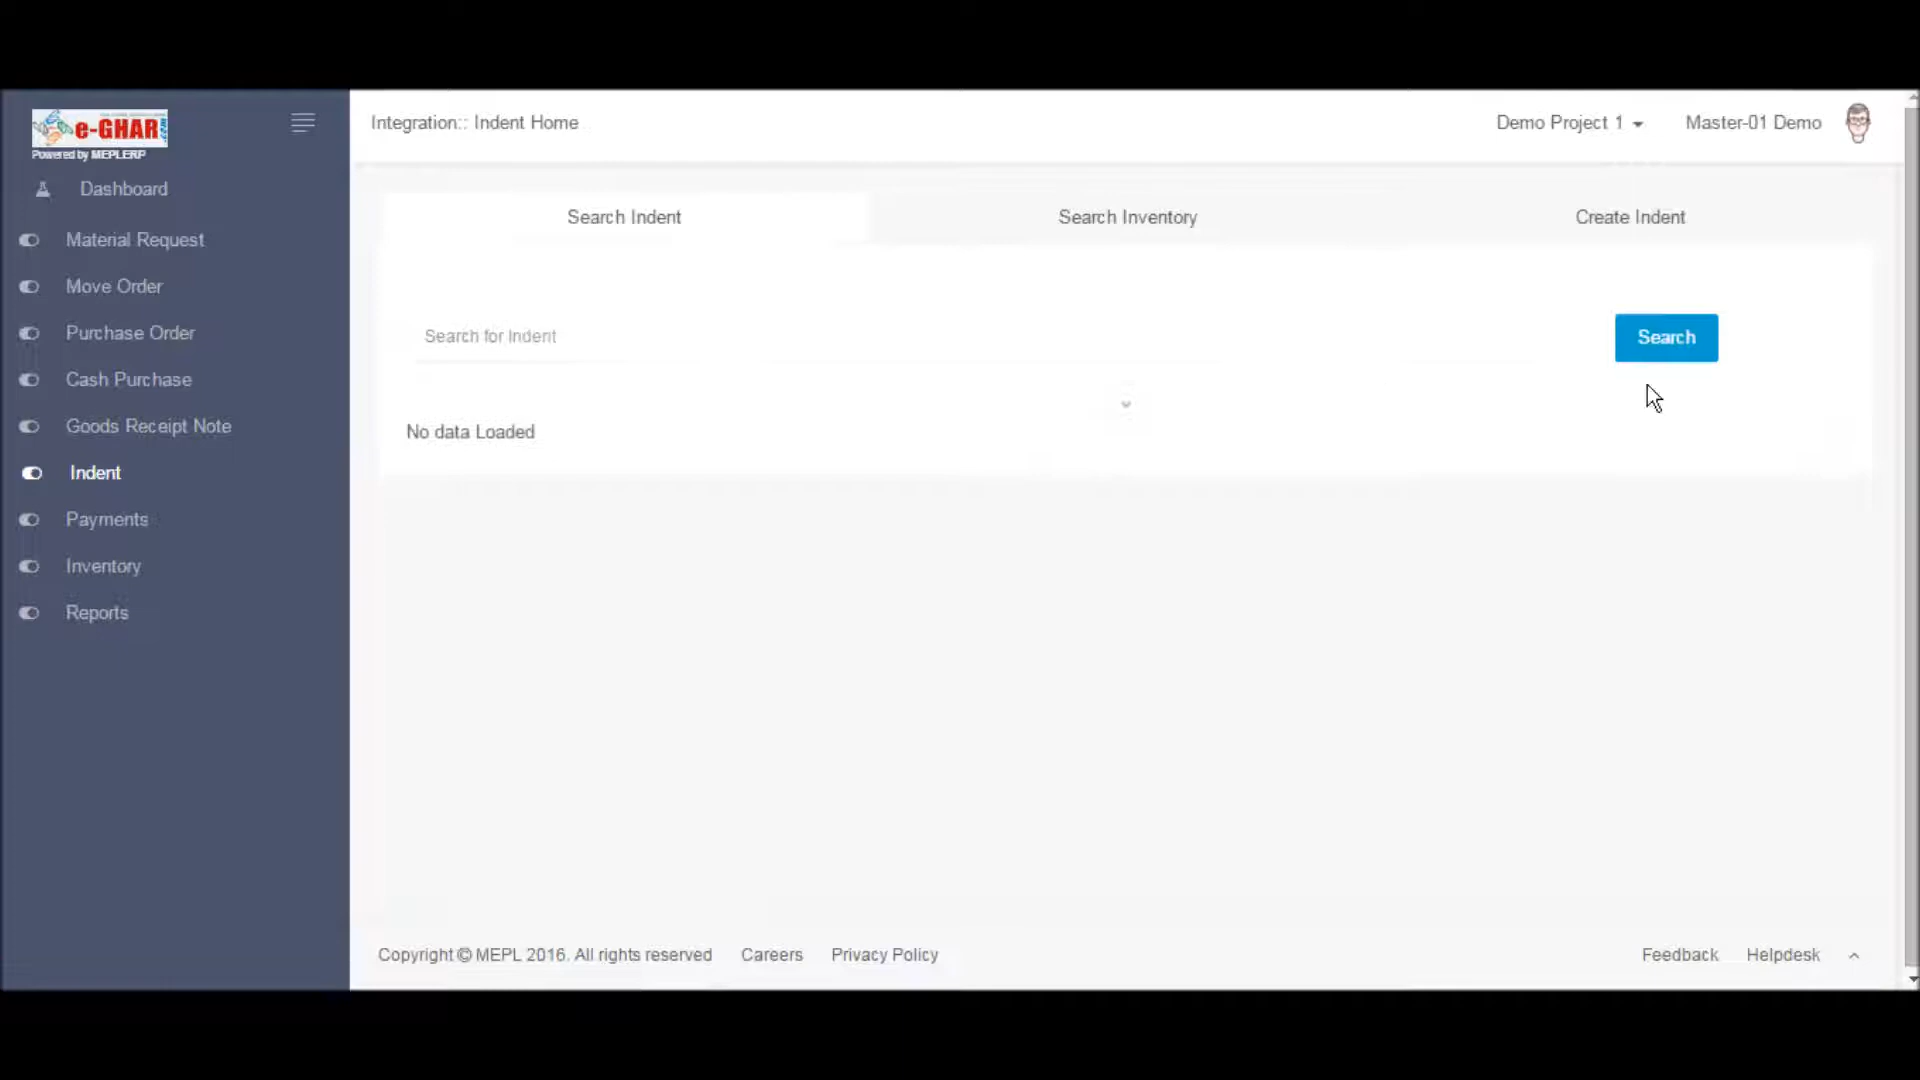 e-GHAR
Powered by MEPLERP
Dashboard
Material Request
Move Order
Purchase Order
Cash Purchase
Goods Receipt Note
Indent
Payments
Inventory
Reports
Integration:: Indent Home
Demo Project 1
Master-01 Demo
Search Indent
Search Inventory
Create Indent
Search for Indent
Search
No data Loaded
Copyright © MEPL 2016. All rights reserved
Careers
Privacy Policy
Feedback
Helpdesk